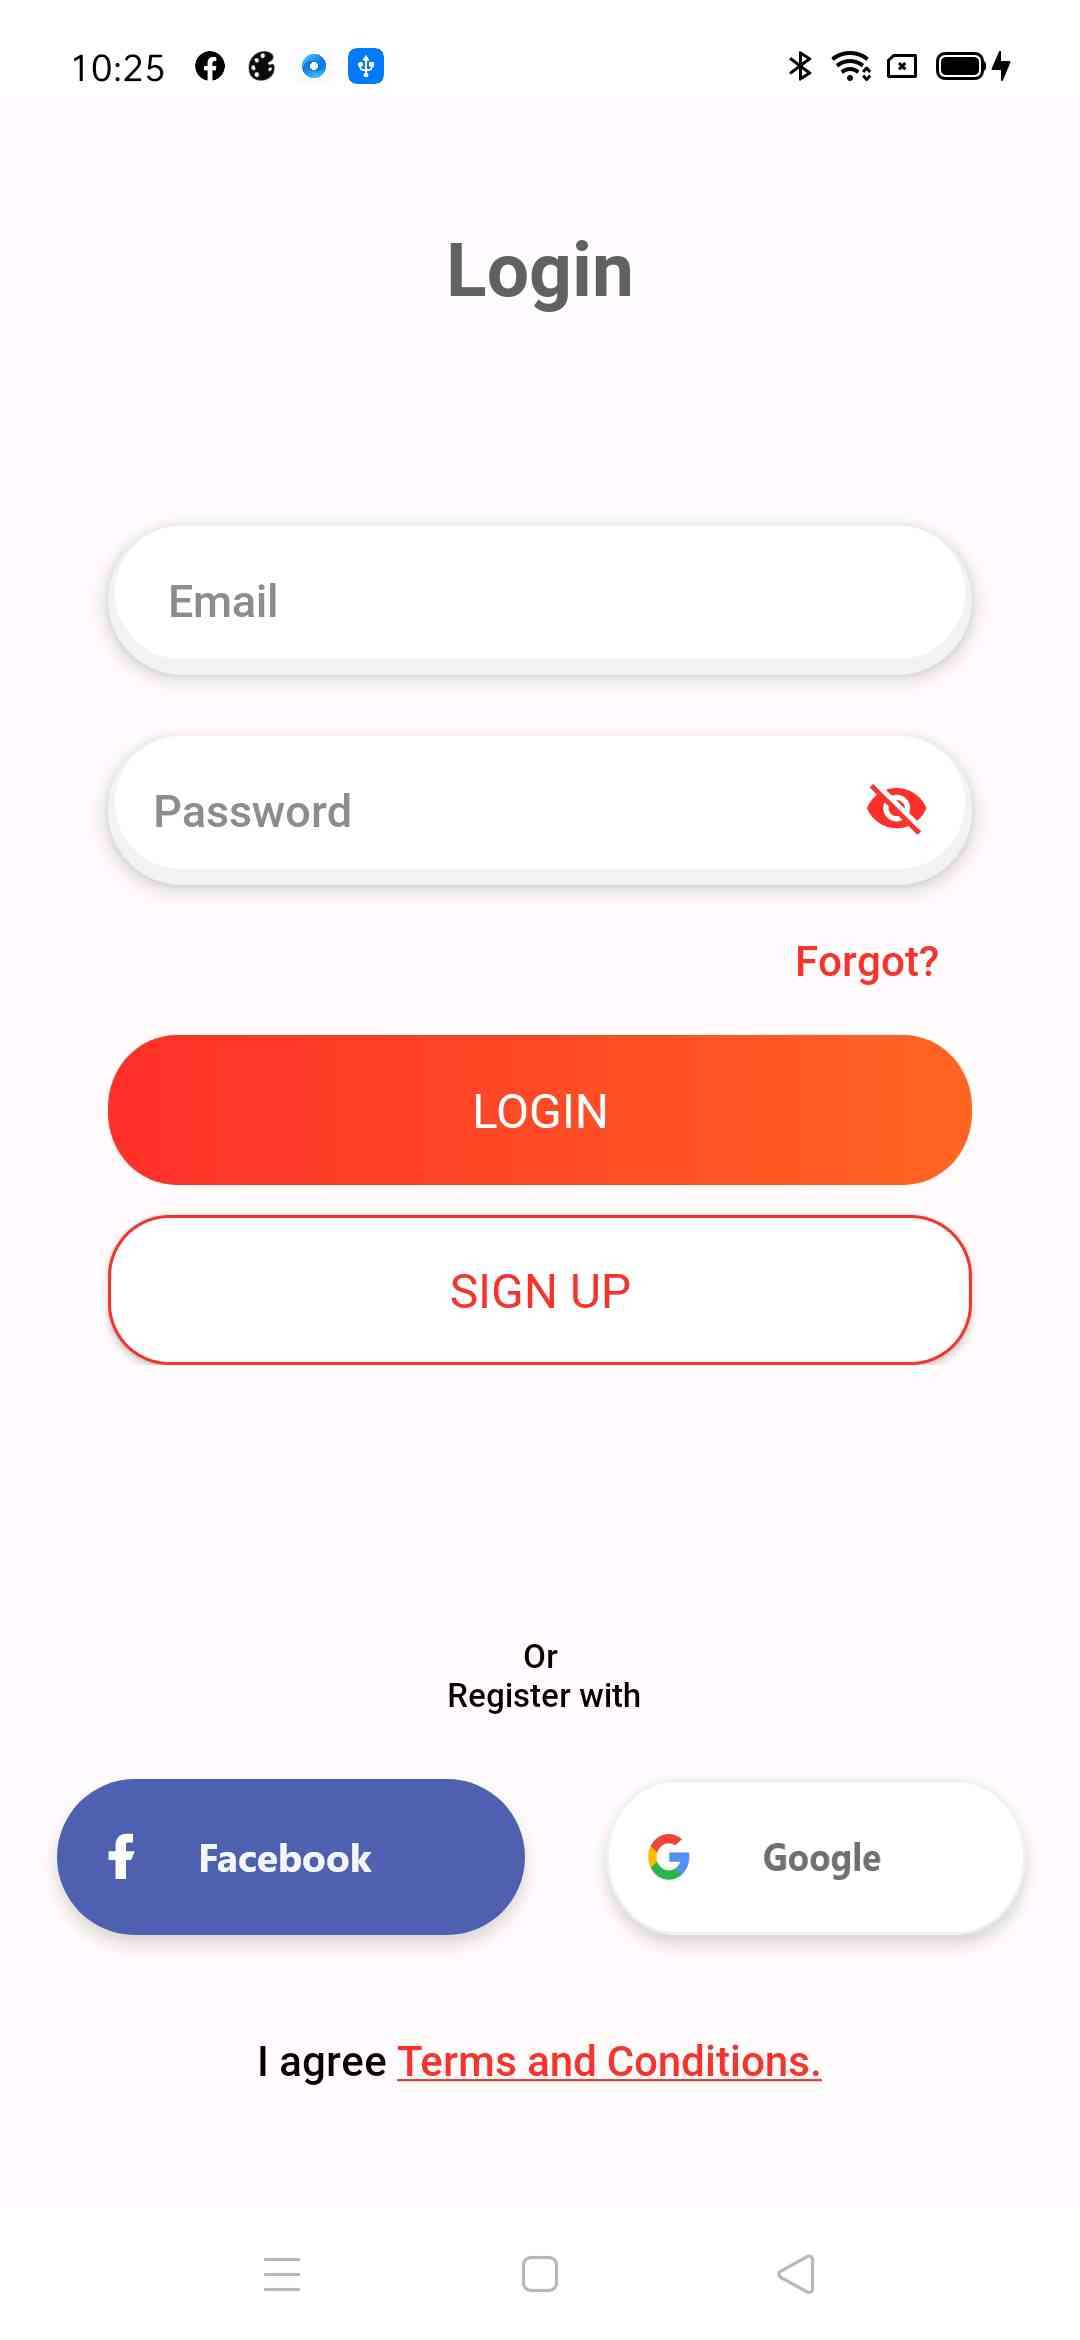 10:25
Login
Email
Password
Forgot?
LOGIN
SIGN UP
Or
Register with
Facebook
Google
I agree Terms and Conditions.